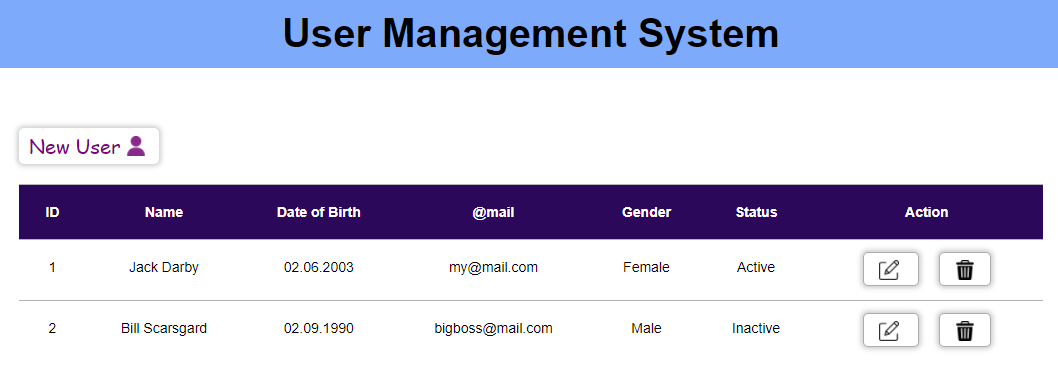 User Management System
New User
ID Name Date of Birth @mail Gender Status Action
1 Jack Darby 02.06.2003 my@mail.com Female Active
2 Bill Scarsgard 02.09.1990 bigboss@mail.com Male Inactive